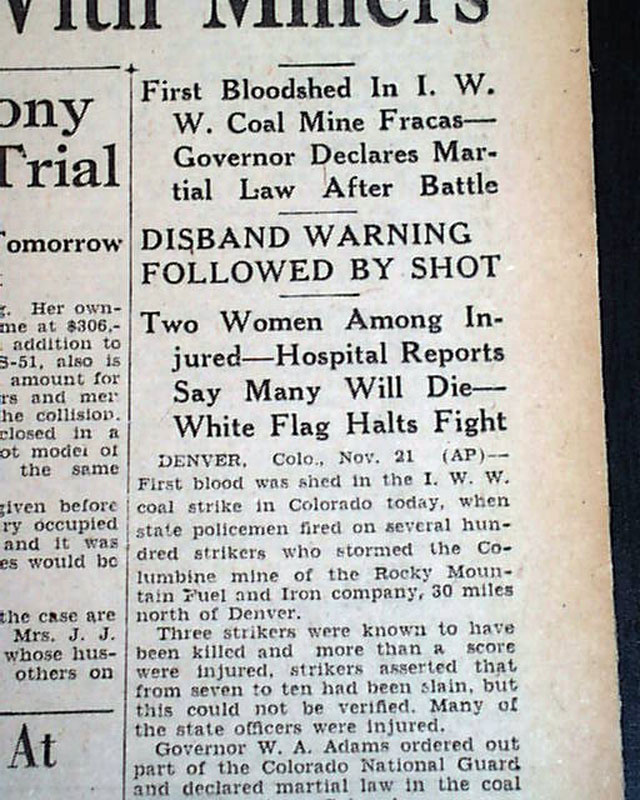 With Miners
ony
Trial
Tomorrow
g. Her own-
me at $306,-
addition to
S-51, also is
amount for
rs and mer
he collision.
closed in a
ot model of
the same
given before
ry occupied
and it was
es would be
the case are
Mrs. J. J.
whose hus-
others on
At
First Bloodshed In I. W.
W. Coal Mine Fracas—
Governor Declares Mar-
tial Law After Battle
DISBAND WARNING
FOLLOWED BY SHOT
Two Women Among In-
jured—Hospital Reports
Say Many Will Die—
White Flag Halts Fight
DENVER, Colo., Nov. 21 (AP)—
First blood was shed in the I. W. W.
coal strike in Colorado today, when
state policemen fired on several hun-
dred strikers who stormed the Co-
lumbine mine of the Rocky Moun-
tain Fuel and Iron company, 30 miles
north of Denver.
Three strikers were known to have
been killed and more than a score
were injured, strikers asserted that
from seven to ten had been slain, but
this could not be verified. Many of
the state officers were injured.
Governor W. A. Adams ordered out
part of the Colorado National Guard
and declared martial law in the coal